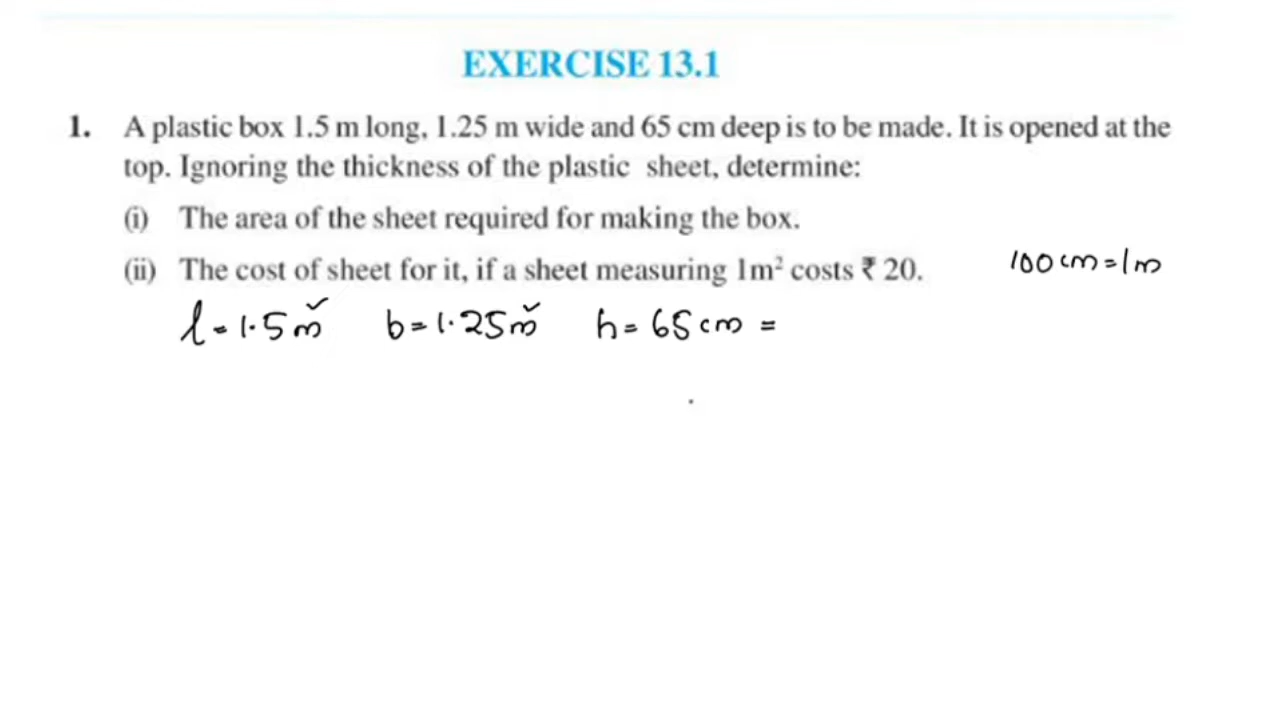 EXERCISE 13.1
1. A plastic box 1.5 m long, 1.25 m wide and 65 cm deep is to be made. It is opened at the
top. Ignoring the thickness of the plastic sheet, determine:
(i) The area of the sheet required for making the box.
(ii) The cost of sheet for it, if a sheet measuring 1m² costs ₹ 20.
100 cm = 1 m
l = 1.5 m b = 1.25 m h = 65 cm =